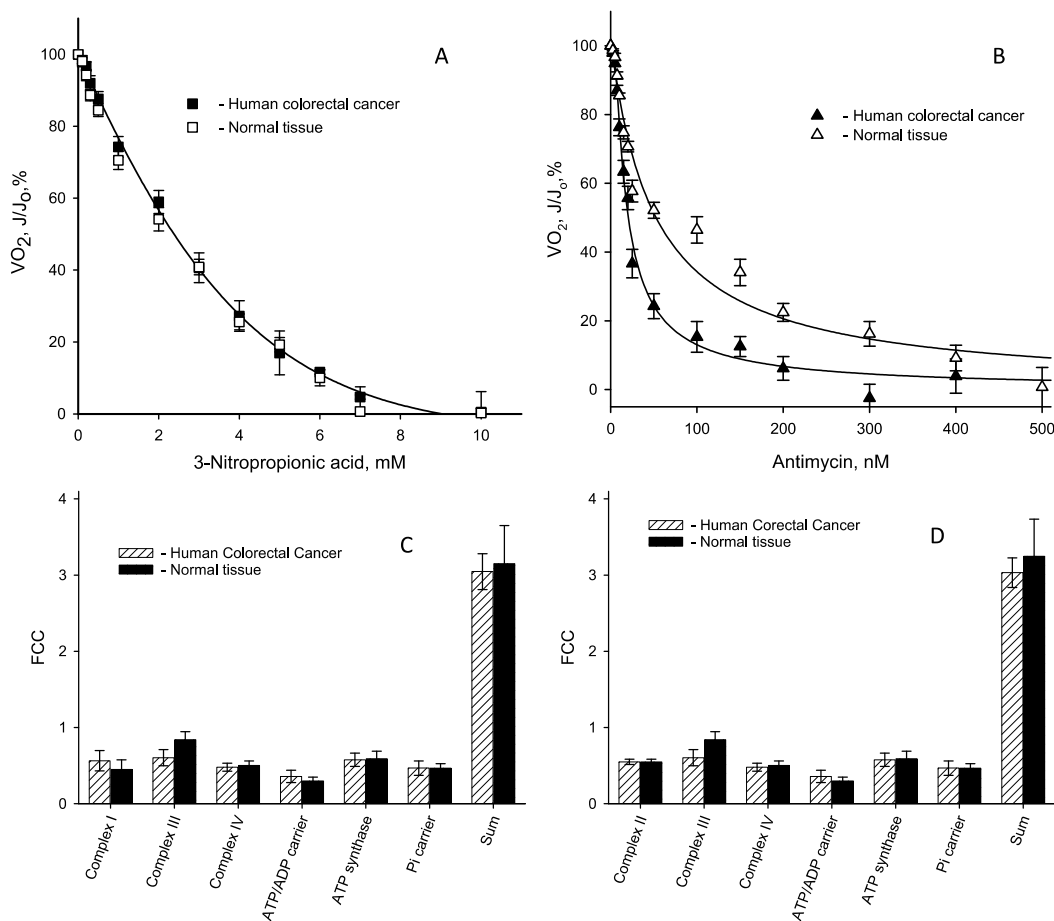 A
100
80
60
40
20
0
VO2, J/Jo, %
- Human colorectal cancer
- Normal tissue
0 2 4 6 8 10
3-Nitropropionic acid, mM
B
100
80
60
40
20
0
VO2, J/Jo, %
- Human colorectal cancer
- Normal tissue
0 100 200 300 400 500
Antimycin, nM
C
4
3
2
1
0
FCC
- Human Colorectal Cancer
- Normal tissue
Complex I
Complex III
Complex IV
ATP/ADP carrier
ATP synthase
Pi carrier
Sum
D
4
3
2
1
0
FCC
- Human Corectal Cancer
- Normal tissue
Complex II
Complex III
Complex IV
ATP/ADP carrier
ATP synthase
Pi carrier
Sum